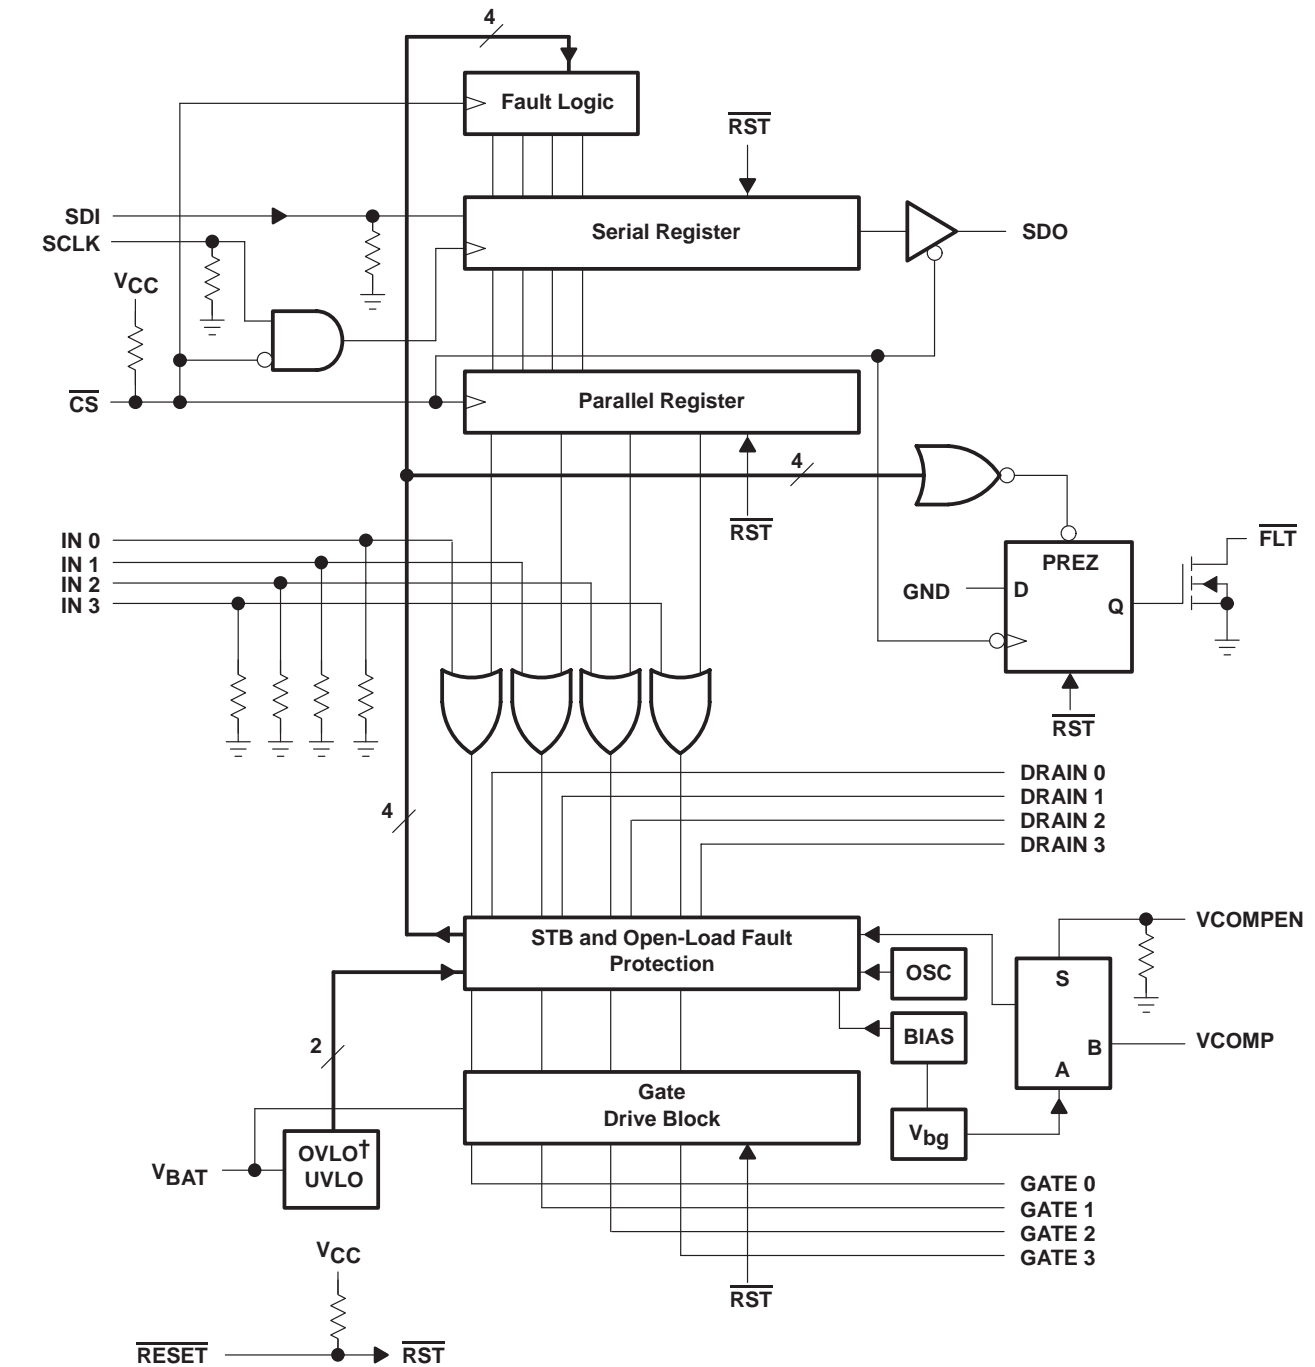 4
Fault Logic
RST
SDI
Serial Register
SDO
SCLK
VCC
CS
Parallel Register
4
RST
FLT
IN 0
IN 1
IN 2
IN 3
PREZ
GND
D
Q
RST
DRAIN 0
DRAIN 1
DRAIN 2
DRAIN 3
4
STB and Open-Load Fault
Protection
VCOMPEN
OSC
S
BIAS
B
VCOMP
A
2
Gate
Drive Block
Vbg
OVLO†
UVLO
VBAT
GATE 0
GATE 1
GATE 2
GATE 3
RST
VCC
RESET
RST